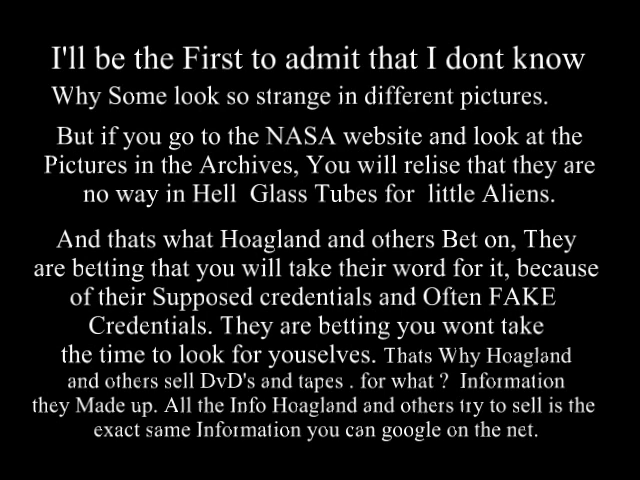 I'll be the First to admit that I dont know
Why Some look so strange in different pictures.
But if you go to the NASA website and look at the
Pictures in the Archives, You will relise that they are
no way in Hell Glass Tubes for little Aliens.
And thats what Hoagland and others Bet on, They
are betting that you will take their word for it, because
of their Supposed credentials and Often FAKE
Credentials. They are betting you wont take
the time to look for youselves. Thats Why Hoagland
and others sell DvD's and tapes . for what ? Information
they Made up. All the Info Hoagland and others try to sell is the
exact same Information you can google on the net.